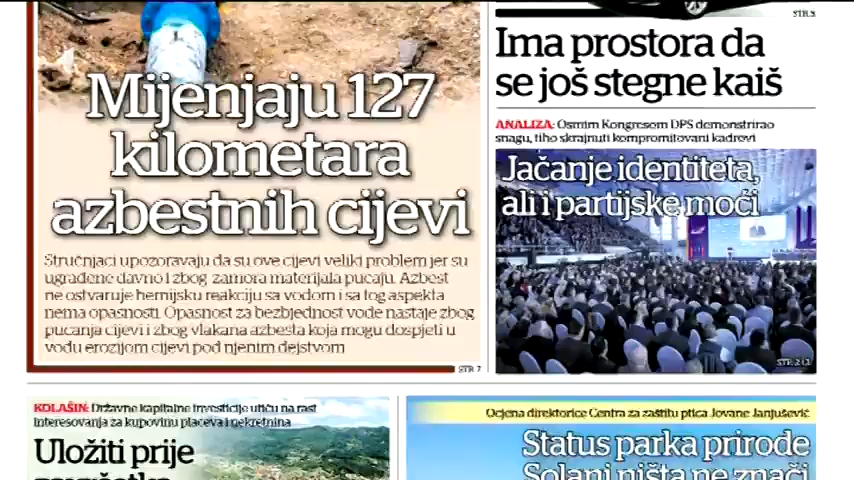 Mijenjaju 127
kilometara
azbestnih cijevi
Stručnjaci upozoravaju da su ove cijevi veliki problem jer su
ugrađene davno i zbog zamora materijala pucaju. Azbest
ne ostvaruje hemijsku reakciju sa vodom i sa tog aspekta
nema opasnosti. Opasnost za bezbjednost vode nastaje zbog
pucanja cijevi i zbog vlakana azbesta koja mogu dospjeti u
vodu erozijom cijevi pod njenim dejstvom
STR. 7
STR. 5
Ima prostora da
se još stegne kaiš
ANALIZA: Osmim Kongresom DPS demonstrirao
snagu, tiho skrajnuti kompromitovani kadrevi
Jačanje identiteta,
ali i partijske moći
STR. 2 i 3
KOLAŠIN: Državne kapitalne investicije utiču na rast
interesovanja za kupovinu placeva i nekretnina
Uložiti prije
završetka
Ocjena direktorice Centra za zaštitu ptica Jovane Janjušević
Status parka prirode
Solani ništa ne znači